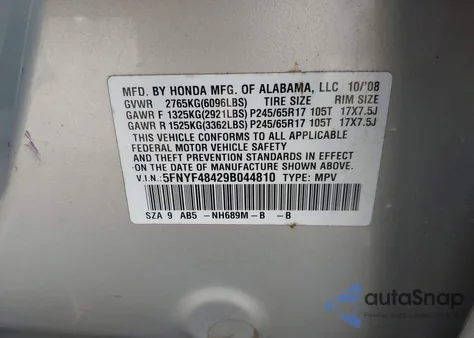 MFD. BY HONDA MFG. OF ALABAMA, LLC 10/'08
GVWR 2765KG(6096LBS) TIRE SIZE RIM SIZE
GAWR F 1325KG(2921LBS) P245/65R17 105T 17X7.5J
GAWR R 1525KG(3362LBS) P245/65R17 105T 17X7.5J
THIS VEHICLE CONFORMS TO ALL APPLICABLE
FEDERAL MOTOR VEHICLE SAFETY
AND THEFT PREVENTION STANDARDS IN EFFECT
ON THE DATE OF MANUFACTURE SHOWN ABOVE.
V.I.N.: 5FNYF48429B044810 TYPE: MPV
SZA 9 AB5 -NH689M-B -B
autoSnap